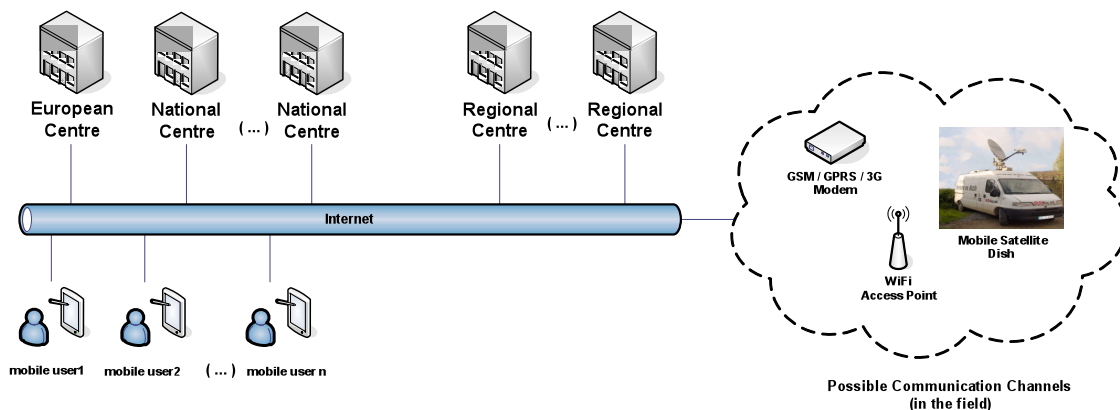 European
Centre
National
Centre
( ... )
National
Centre
Regional
Centre
( ... )
Regional
Centre
Internet
GSM / GPRS / 3G
Modem
Mobile Satellite
Dish
WiFi
Access Point
mobile user1
mobile user2
( ... )
mobile user n
Possible Communication Channels
(in the field)